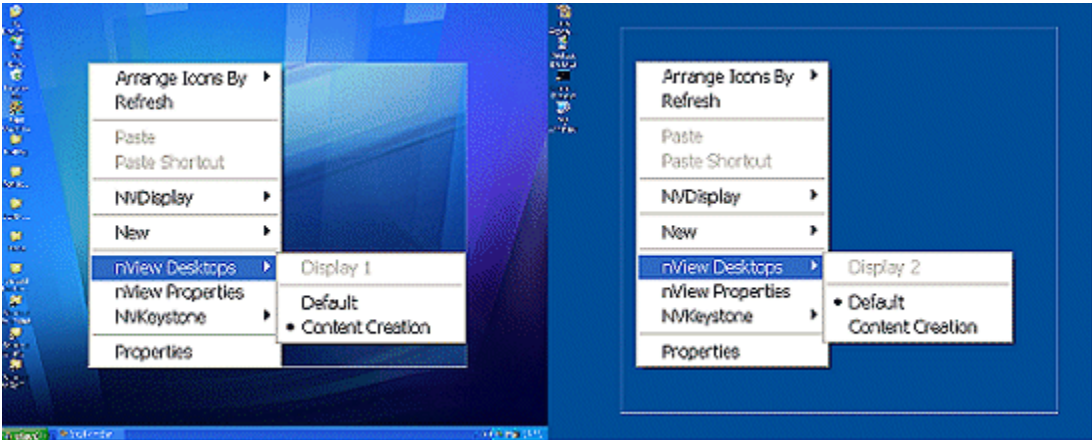 Arrange Icons By
Refresh
Paste
Paste Shortcut
NVDisplay
New
nView Desktops
nView Properties
NVKeystone
Properties
Display 1
Default
Content Creation
Arrange Icons By
Refresh
Paste
Paste Shortcut
NVDisplay
New
nView Desktops
nView Properties
NVKeystone
Properties
Display 2
Default
Content Creation